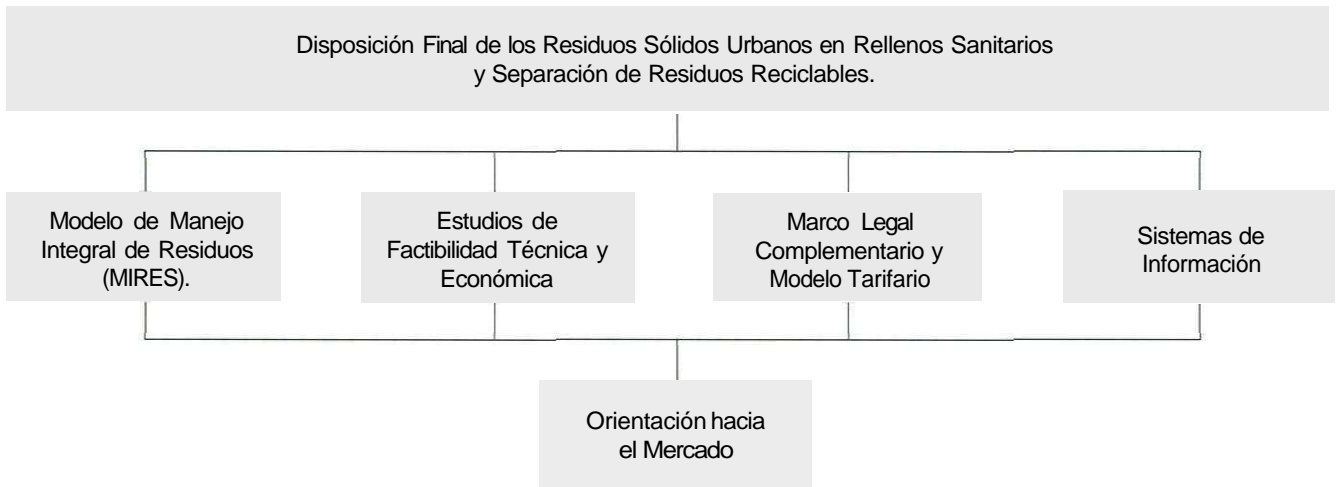 Disposición Final de los Residuos Sólidos Urbanos en Rellenos Sanitarios
y Separación de Residuos Reciclables.
Modelo de Manejo
Integral de Residuos
(MIRES).
Estudios de
Factibilidad Técnica y
Económica
Marco Legal
Complementario y
Modelo Tarifario
Sistemas de
Información
Orientación hacia
el Mercado